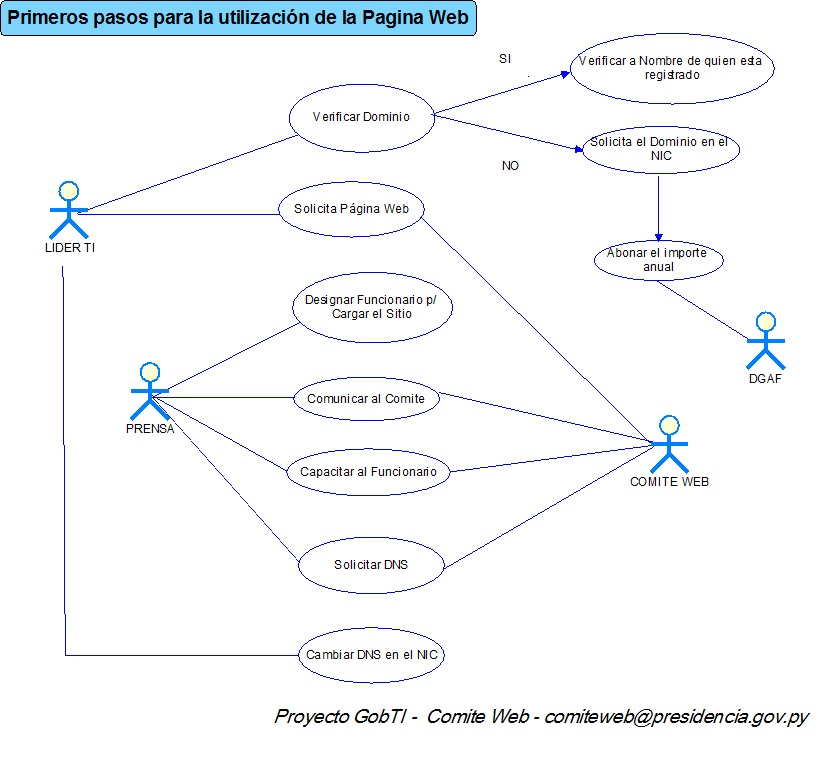 Primeros pasos para la utilización de la Pagina Web
SI
Verificar a Nombre de quien esta
registrado
Verificar Dominio
Solicita el Dominio en el
NIC
NO
Solicita Página Web
LIDER TI
Abonar el importe
anual
Designar Funcionario p/
Cargar el Sitio
DGAF
Comunicar al Comite
PRENSA
Capacitar al Funcionario
COMITE WEB
Solicitar DNS
Cambiar DNS en el NIC
Proyecto GobTI - Comite Web - comiteweb@presidencia.gov.py